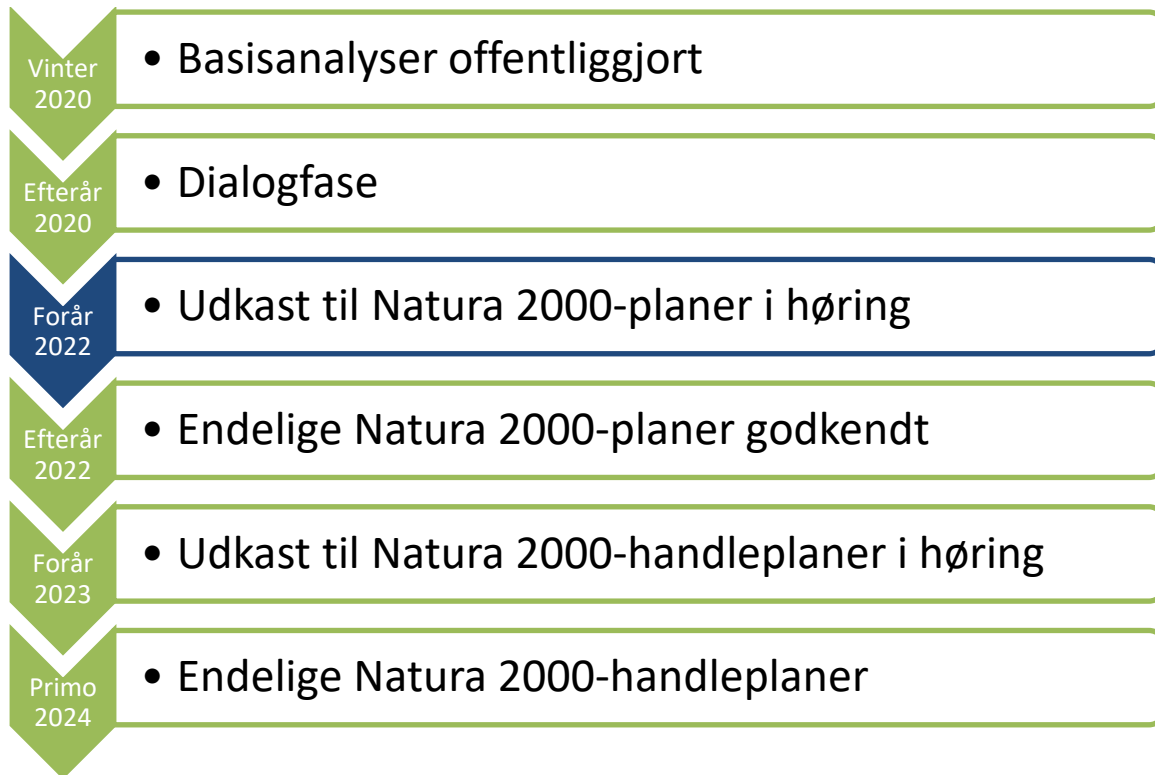 Vinter
2020
• Basisanalyser offentliggjort
Efterår
2020
• Dialogfase
Forår
2022
• Udkast til Natura 2000-planer i høring
Efterår
2022
• Endelige Natura 2000-planer godkendt
Forår
2023
• Udkast til Natura 2000-handleplaner i høring
Primo
2024
• Endelige Natura 2000-handleplaner